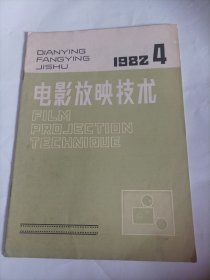 DIANYING
FANGYING
JISHU
1982 4
电影放映技术
FILM
PROJECTION
TECHNIQUE